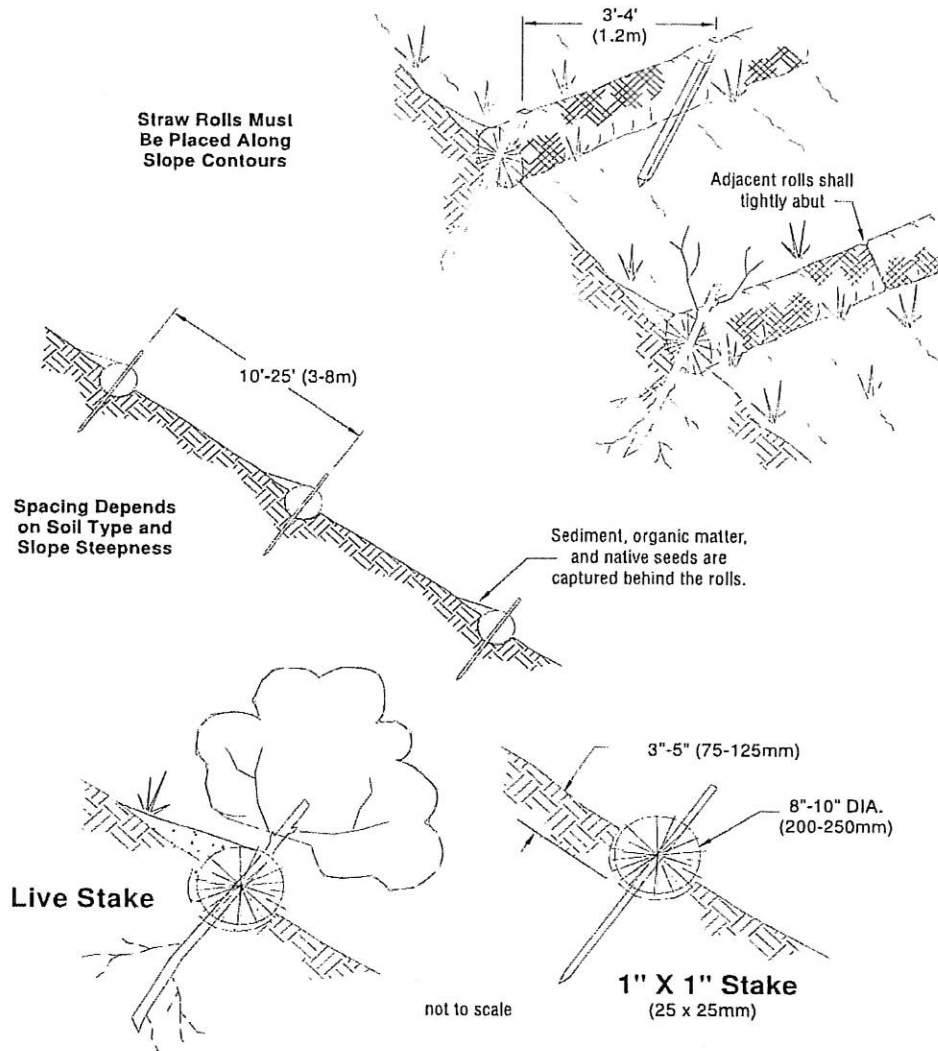 3'-4'
(1.2m)
Straw Rolls Must
Be Placed Along
Slope Contours
Adjacent rolls shall
tightly abut
10'-25' (3-8m)
Spacing Depends
on Soil Type and
Slope Steepness
Sediment, organic matter,
and native seeds are
captured behind the rolls.
3"-5" (75-125mm)
8"-10" DIA.
(200-250mm)
Live Stake
not to scale
1" X 1" Stake
(25 x 25mm)